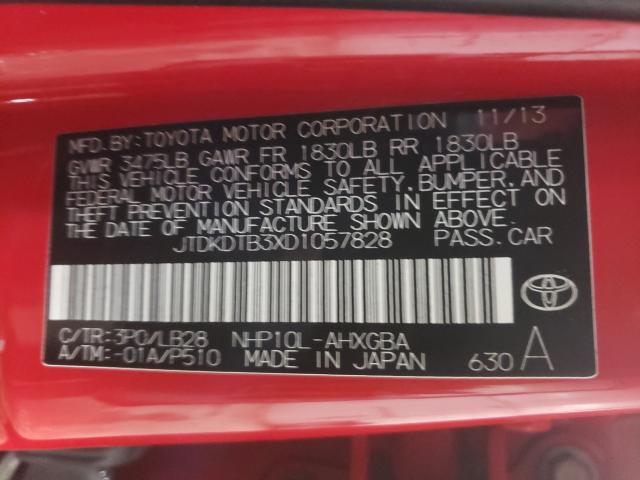 MFD.BY:TOYOTA MOTOR CORPORATION 11/13
GVWR 3475LB GAWR FR 1830LB RR 1830LB
THIS VEHICLE CONFORMS TO ALL APPLICABLE
FEDERAL MOTOR VEHICLE SAFETY,BUMPER,AND
THEFT PREVENTION STANDARDS IN EFFECT ON
THE DATE OF MANUFACTURE SHOWN ABOVE.
JTDKDTB3XD1057828 PASS.CAR
C/TR:3P0/LB28 NHP10L-AHXGBA
A/TM:-01A/P510 MADE IN JAPAN 630 A